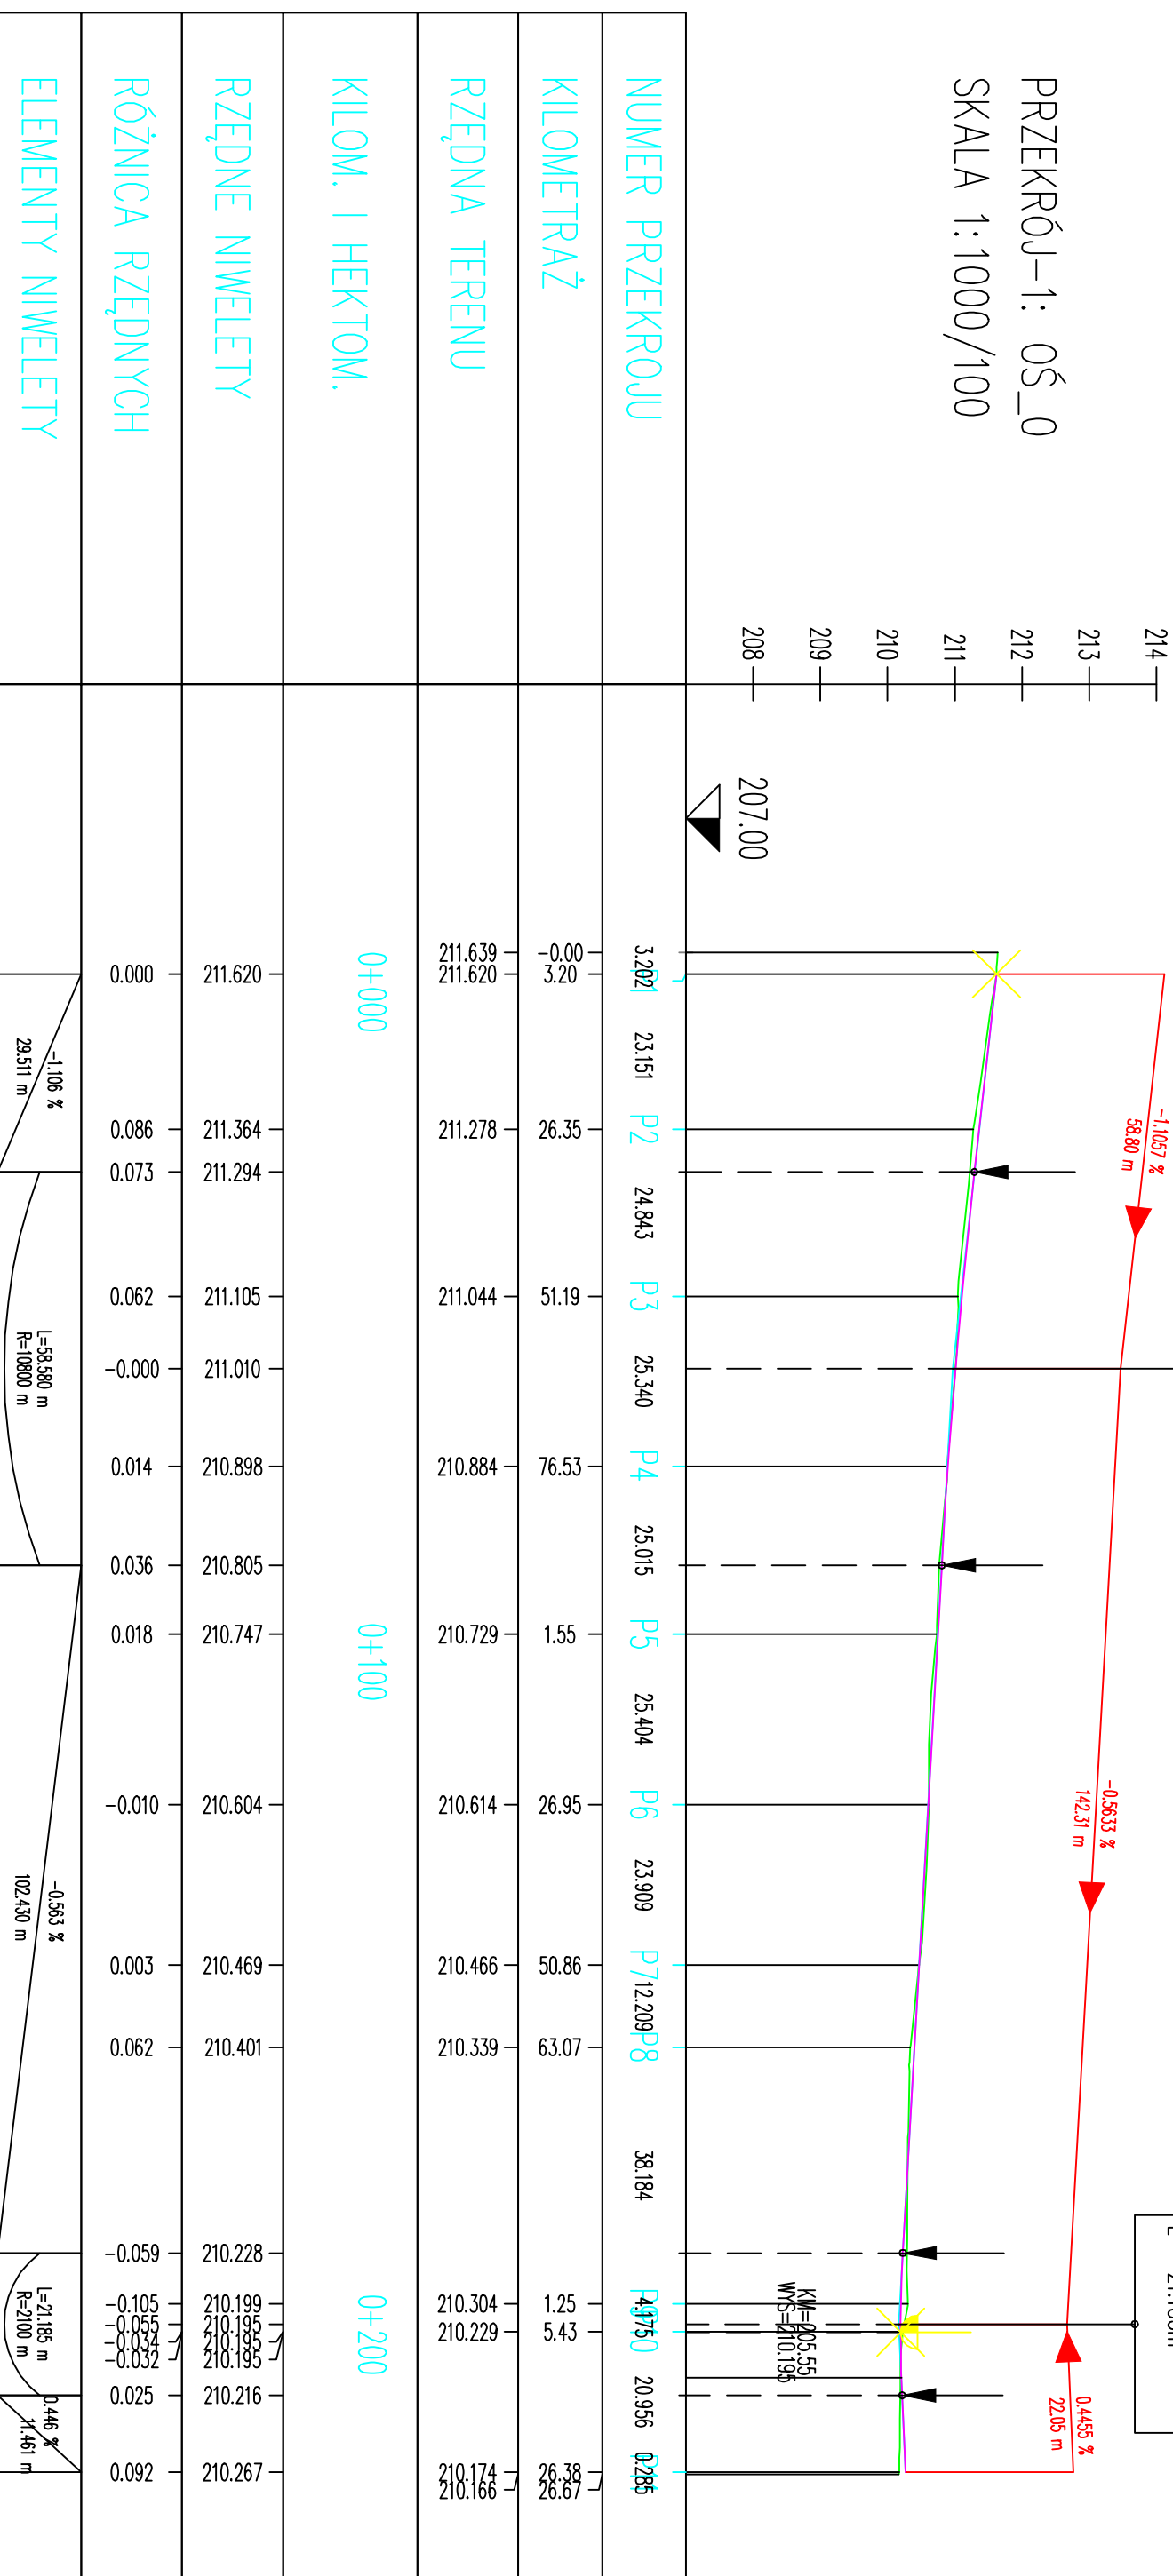 PRZEKRÓJ-1: OŚ_0
SKALA 1:1000/100
214
213
212
211
210
209
208
207.00
-1.1057 %
58.80 m
-0.5633 %
142.31 m
0.4455 %
22.05 m
KM=205.55
WYS=210.195
NUMER PRZEKROJU
3.202 23.151 P2 24.843 P3 25.340 P4 25.015 P5 25.404 P6 23.909 P7 12.209 P8 38.184 4.175 20.956 0.285
KILOMETRAŻ
-0.00 3.20 26.35 51.19 76.53 1.55 26.95 50.86 63.07 1.25 5.43 26.38 26.67
RZĘDNA TERENU
211.639 211.620 211.278 211.044 210.884 210.729 210.614 210.466 210.339 210.304 210.229 210.174 210.166
KILOM. I HEKTOM.
0+000 0+100 0+200
RZĘDNE NIWELETY
211.620 211.364 211.294 211.105 211.010 210.898 210.805 210.747 210.604 210.469 210.401 210.228 210.199 210.195 210.195 210.195 210.216 210.267
RÓŻNICA RZĘDNYCH
0.000 0.086 0.073 0.062 -0.000 0.014 0.036 0.018 -0.010 0.003 0.062 -0.059 -0.105 -0.055 -0.034 -0.032 0.025 0.092
ELEMENTY NIWELETY
-1.106 %
29.511 m
L=58.580 m
R=10800 m
-0.563 %
102.430 m
L=21.185 m
R=2100 m
0.446 %
11.461 m